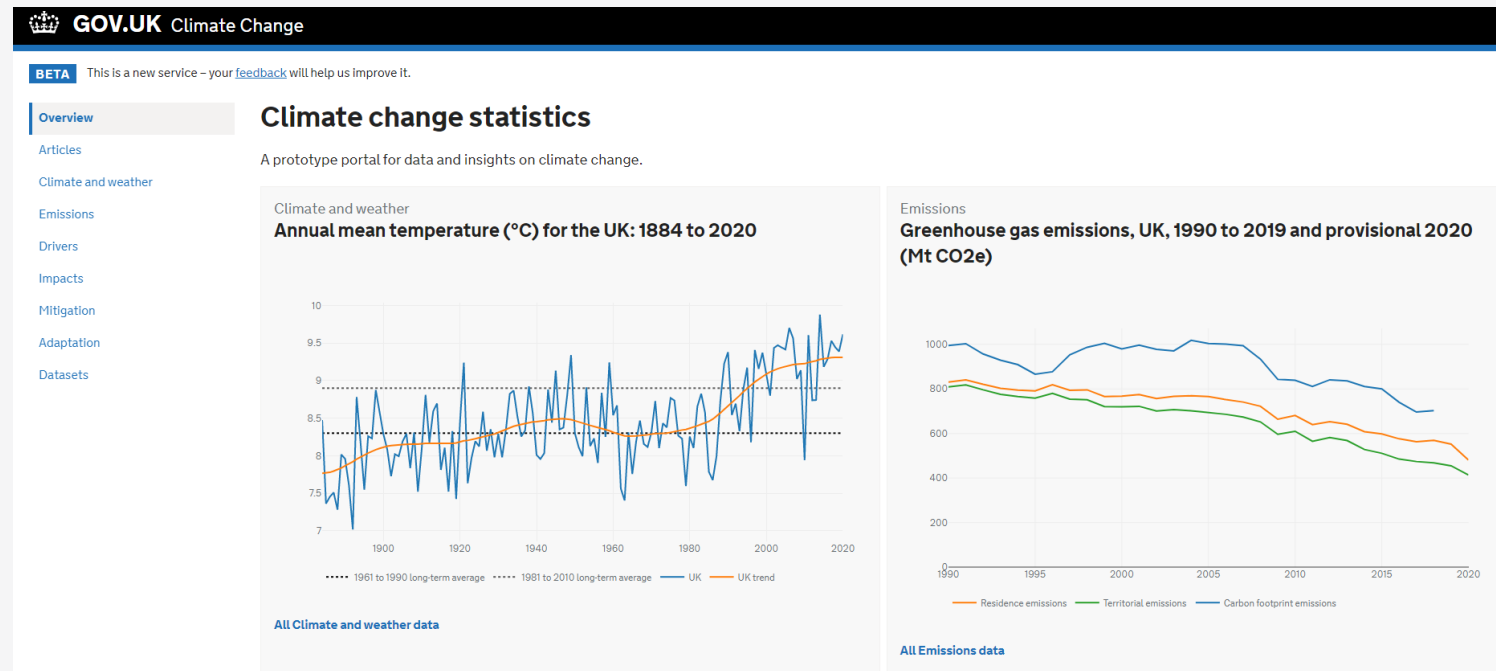 GOV.UK Climate Change
BETA This is a new service – your feedback will help us improve it.
Overview
Articles
Climate and weather
Emissions
Drivers
Impacts
Mitigation
Adaptation
Datasets
Climate change statistics
A prototype portal for data and insights on climate change.
Climate and weather
Annual mean temperature (°C) for the UK: 1884 to 2020
10
9.5
9
8.5
8
7.5
7
1900 1920 1940 1960 1980 2000 2020
1961 to 1990 long-term average 1981 to 2010 long-term average UK UK trend
All Climate and weather data
Emissions
Greenhouse gas emissions, UK, 1990 to 2019 and provisional 2020
(Mt CO2e)
1000
800
600
400
200
0
1990 1995 2000 2005 2010 2015 2020
Residence emissions Territorial emissions Carbon footprint emissions
All Emissions data